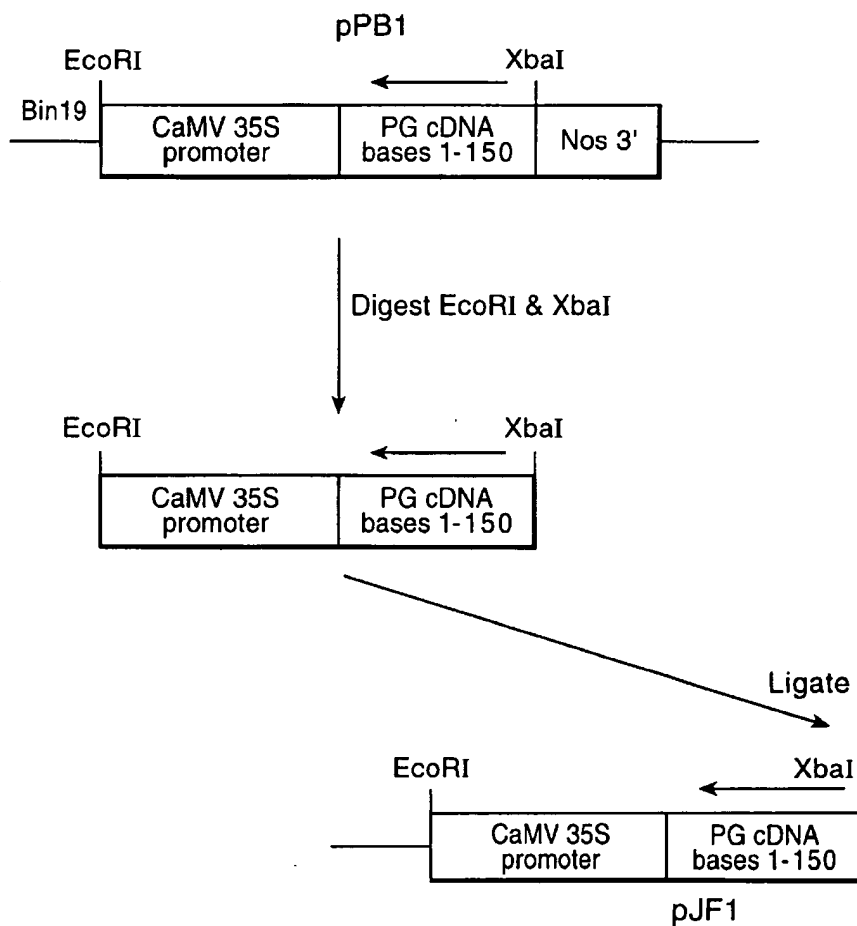 pPB1
EcoRI
XbaI
Bin19
CaMV 35S
promoter
PG cDNA
bases 1-150
Nos 3'
Digest EcoRI & XbaI
EcoRI
XbaI
CaMV 35S
promoter
PG cDNA
bases 1-150
Ligate
EcoRI
XbaI
CaMV 35S
promoter
PG cDNA
bases 1-150
pJF1